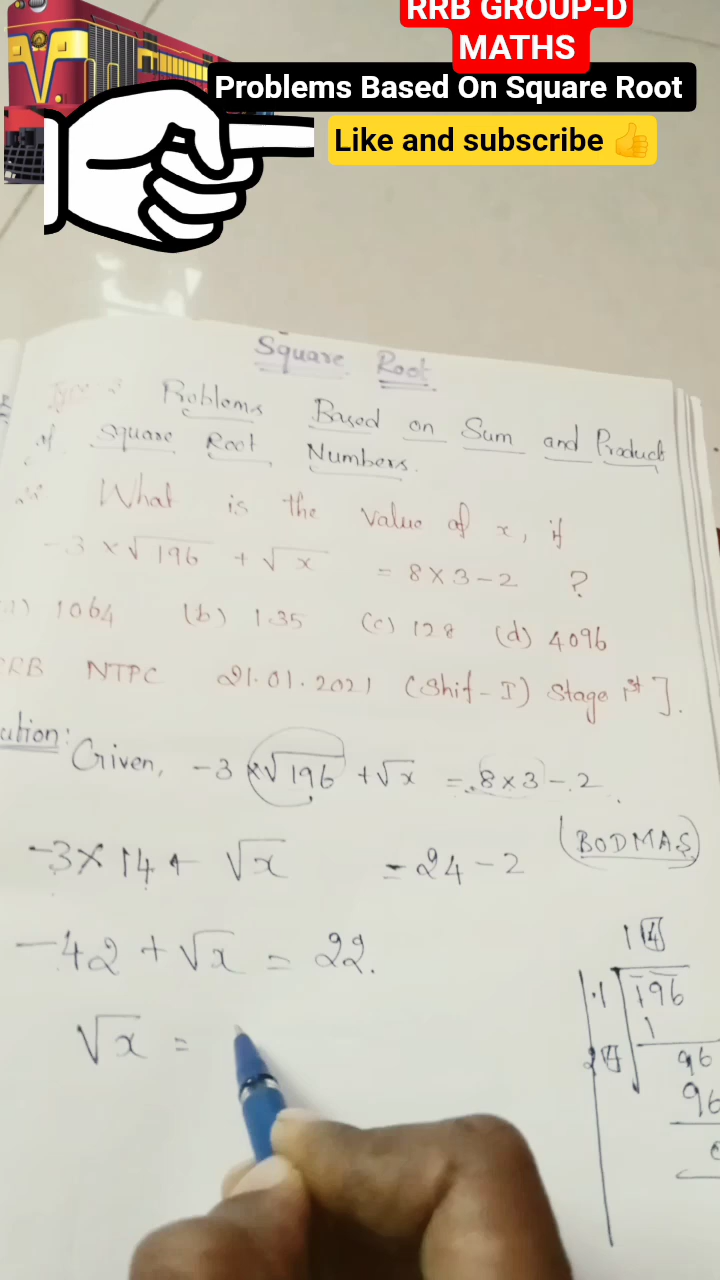 RRB GROUP-D
MATHS
Problems Based On Square Root
Like and subscribe 👍
Square Root
Problems Based on Sum and Product
of Square Root Numbers.
What is the value of x, if
-3 × √196 + √x = 8×3-2 ?
1064 (b) 135 (c) 128 (d) 4096
RRB NTPC 21.01.2021 (Shif-I) Stage 1st].
ution: Given, -3 × √196 + √x = 8×3-2
-3×14+ √x = 24-2 (BODMAS)
-42 + √x = 22.
√x =
14
1 √196
1
24 96
96